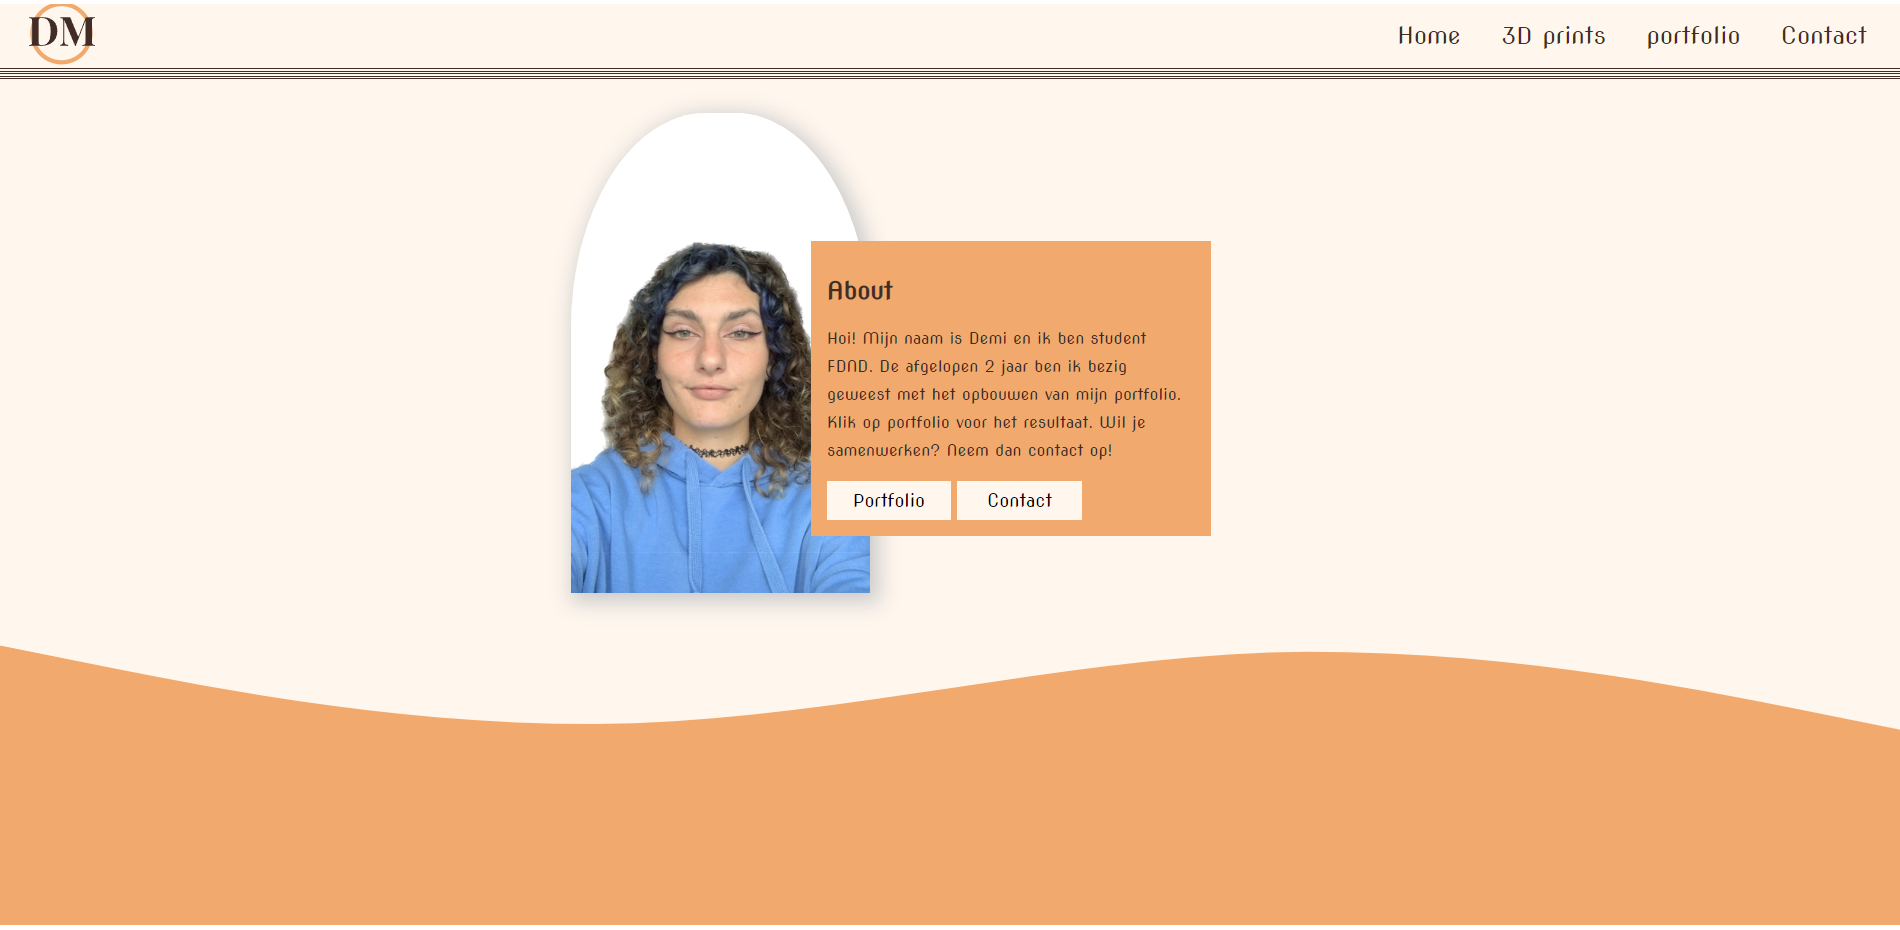 DM
Home 3D prints portfolio Contact
About
Hoi! Mijn naam is Demi en ik ben student
FDND. De afgelopen 2 jaar ben ik bezig
geweest met het opbouwen van mijn portfolio.
Klik op portfolio voor het resultaat. Wil je
samenwerken? Neem dan contact op!
Portfolio Contact